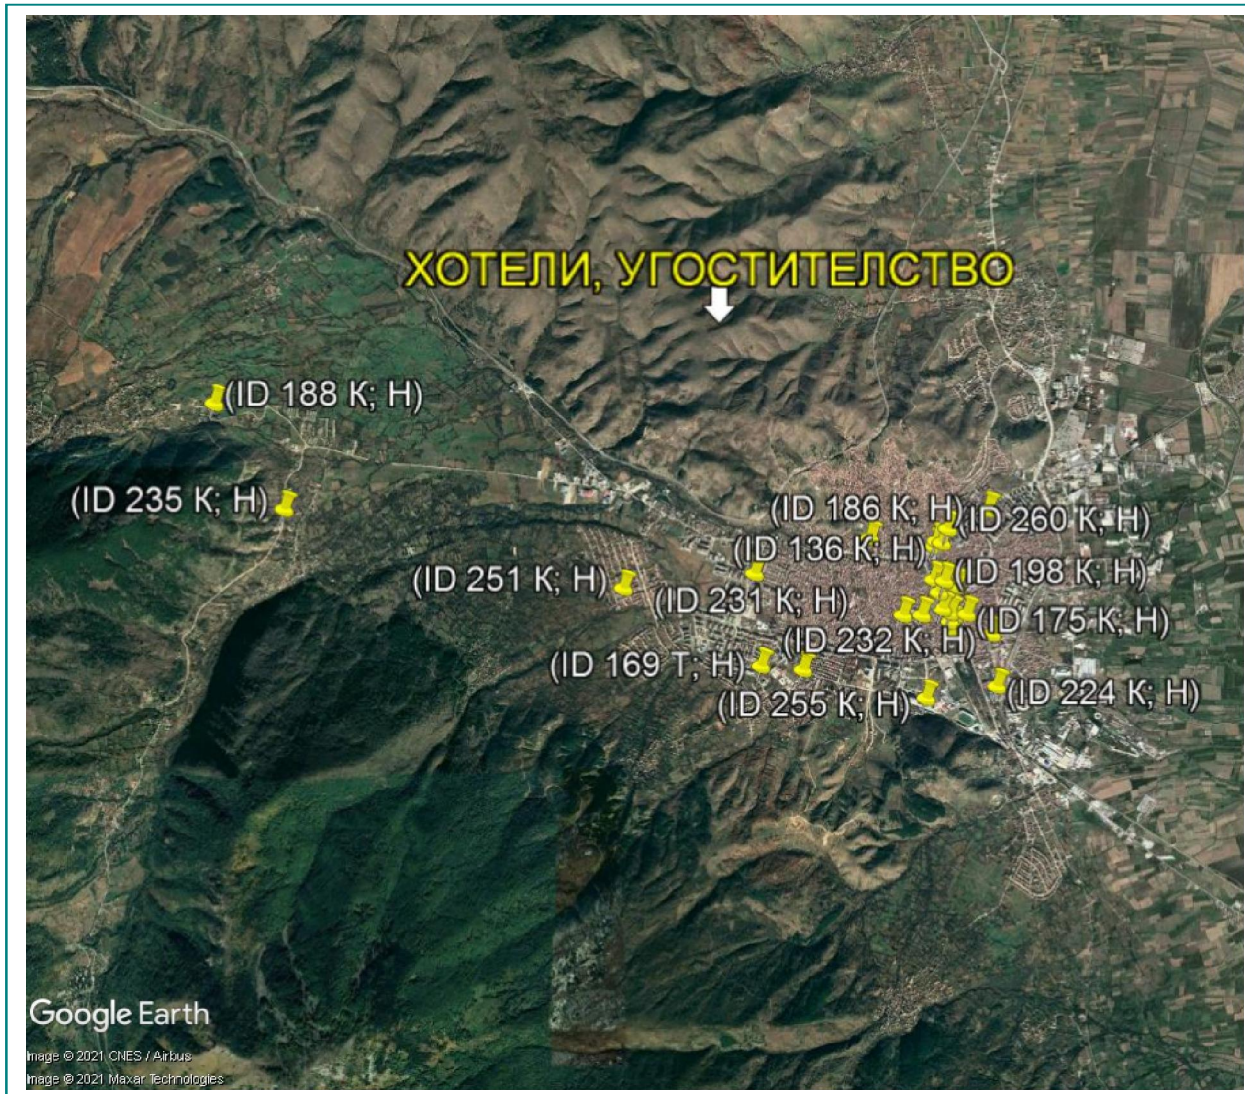 ХОТЕЛИ, УГОСТИТЕЛСТВО
(ID 188 К; Н)
(ID 235 К; Н)
(ID 186 К; Н)
(ID 260 К; Н)
(ID 136 К; Н)
(ID 251 К; Н)
(ID 198 К; Н)
(ID 231 К; Н)
(ID 175 К; Н)
(ID 232 К; Н)
(ID 169 Т; Н)
(ID 255 К; Н)
(ID 224 К; Н)
Google Earth
Image © 2021 CNES / Airbus
Image © 2021 Maxar Technologies